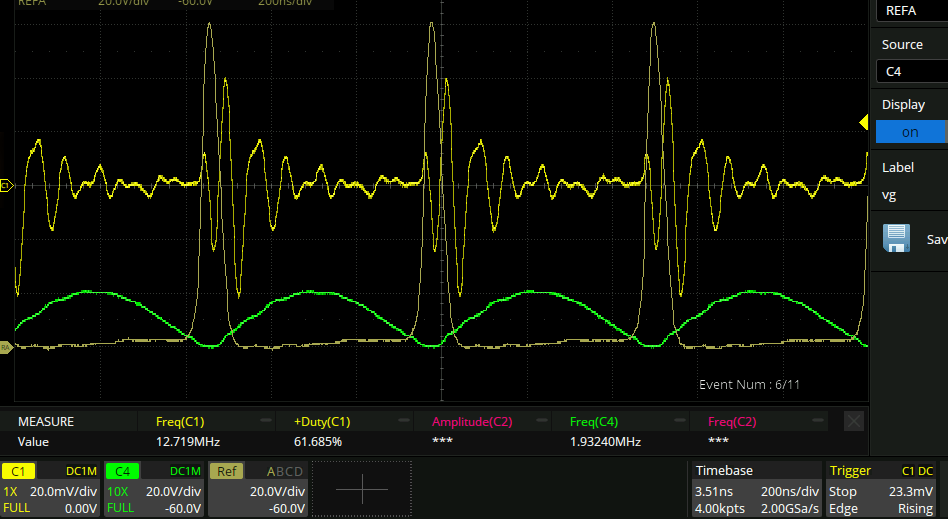 REFA 20.0V/div -60.0V 200ns/div
REFA
Source
C4
Display
on
Label
vg
Sav
C1
RA
Event Num : 6/11
MEASURE Freq(C1) +Duty(C1) Amplitude(C2) Freq(C4) Freq(C2)
Value 12.719MHz 61.685% *** 1.93240MHz ***
C1 DC1M C4 DC1M Ref ABCD Timebase Trigger C1 DC
1X 20.0mV/div 10X 20.0V/div 20.0V/div 3.51ns 200ns/div Stop 23.3mV
FULL 0.00V FULL -60.0V -60.0V 4.00kpts 2.00GSa/s Edge Rising